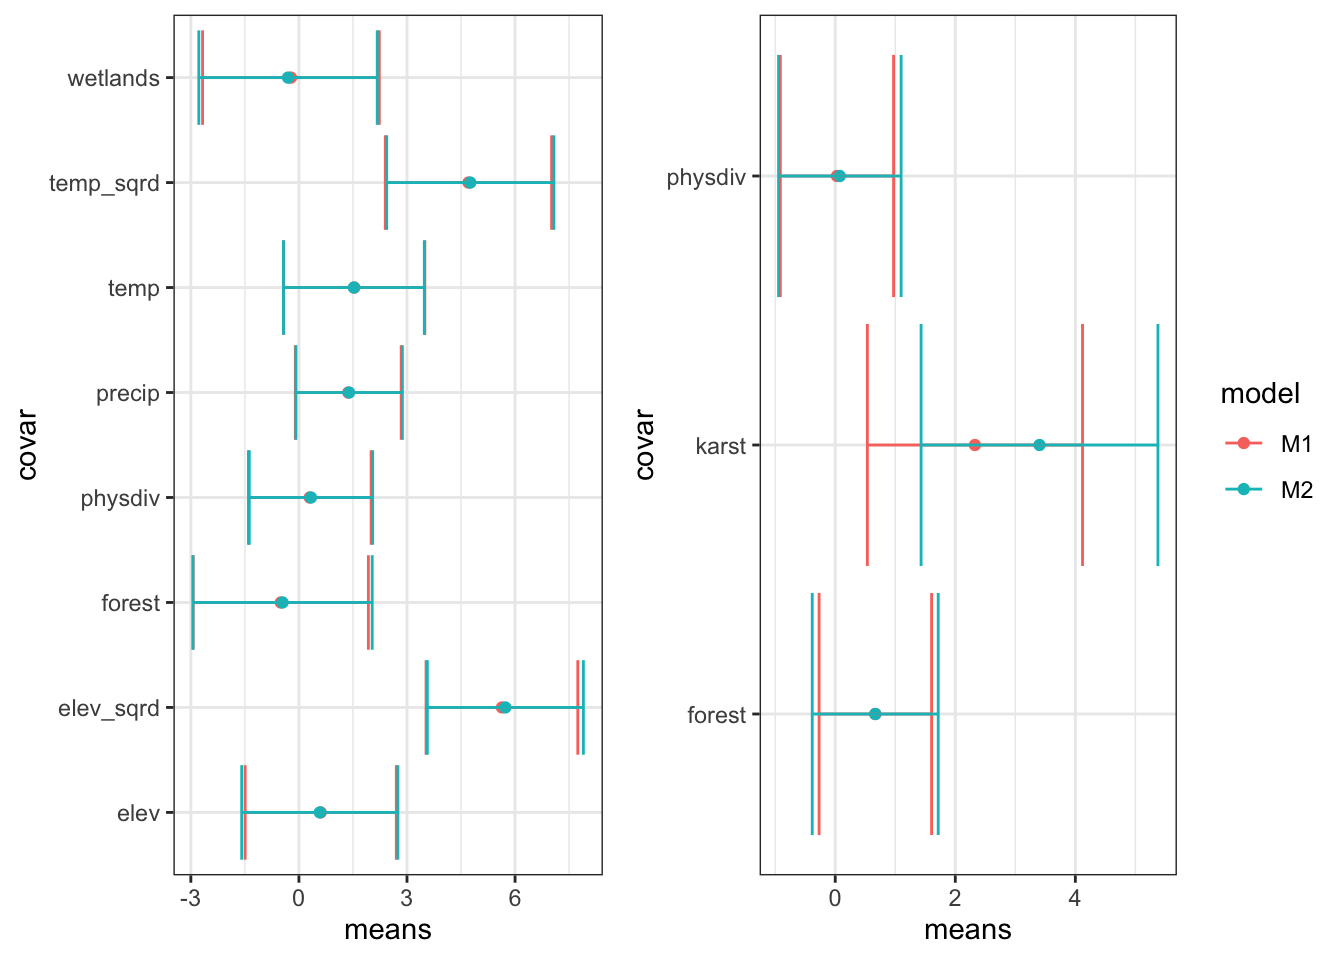 covar
wetlands
temp_sqrd
temp
precip
physdiv
forest
elev_sqrd
elev
-3 0 3 6
means
covar
physdiv
karst
forest
0 2 4
means
model
M1
M2